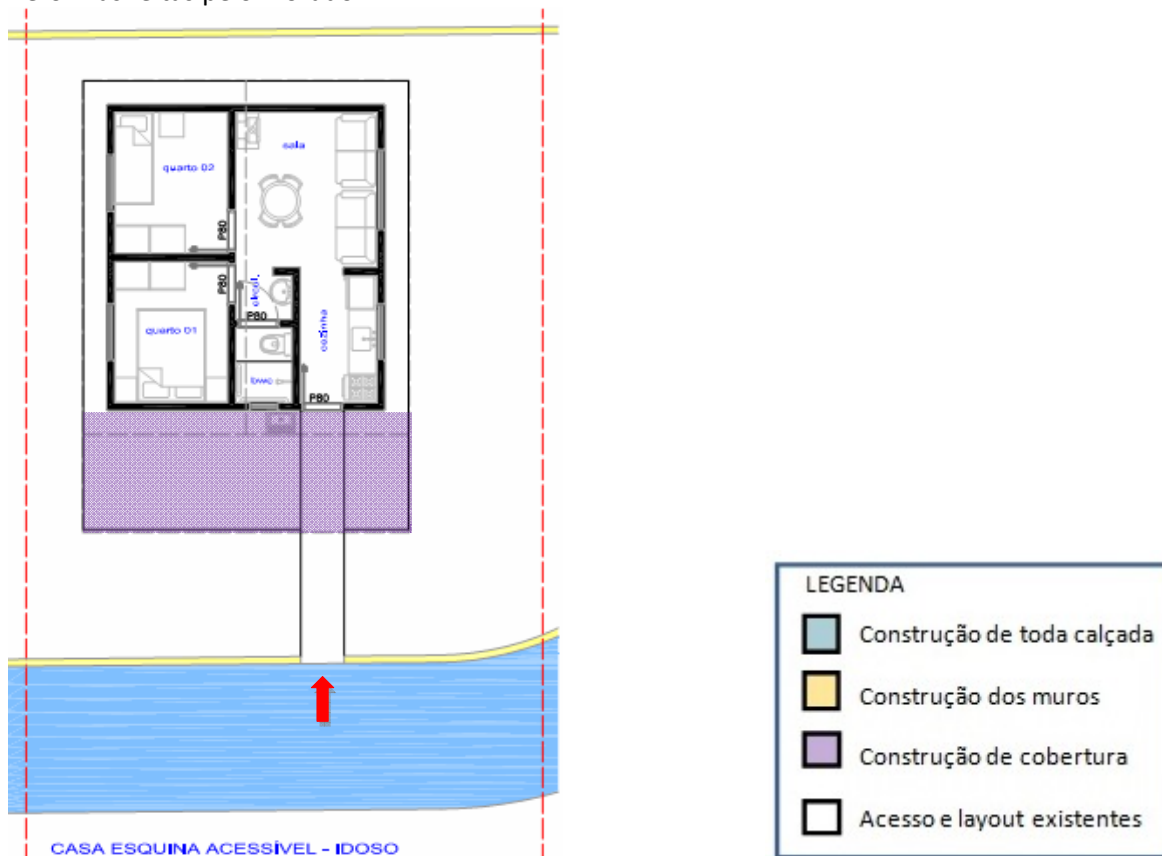 sala
quarto 02
P80
P80
circul.
P80
cozinha
quarto 01
bwc
P80
CASA ESQUINA ACESSÍVEL - IDOSO
LEGENDA
Construção de toda calçada
Construção dos muros
Construção de cobertura
Acesso e layout existentes